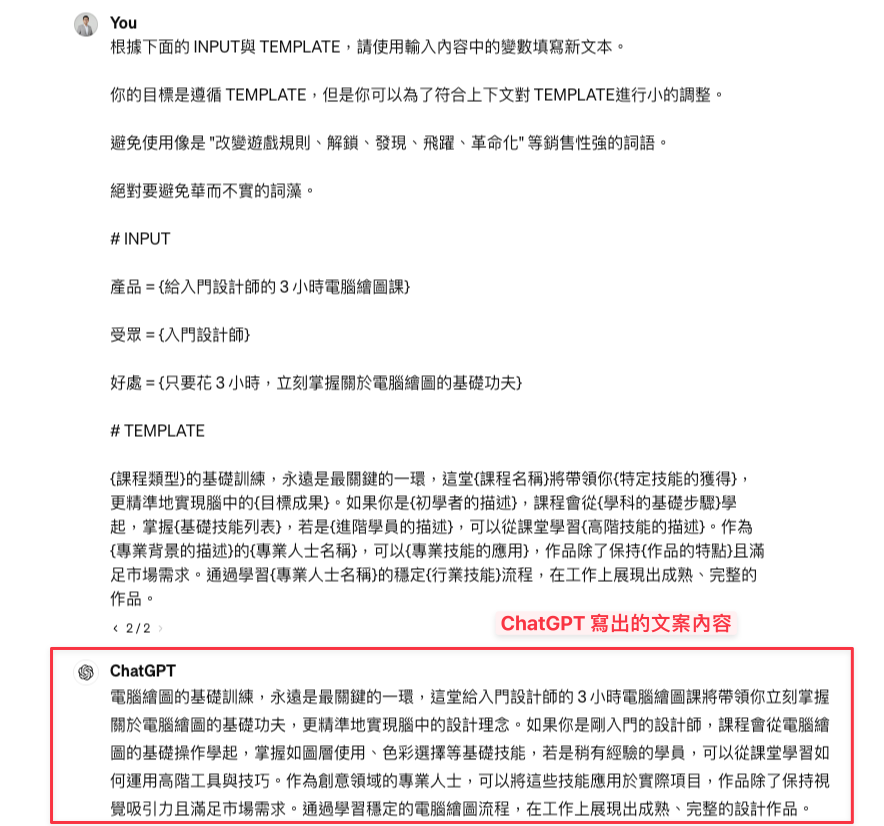 You
根據下面的 INPUT與 TEMPLATE，請使用輸入內容中的變數填寫新文本。
你的目標是遵循 TEMPLATE，但是你可以為了符合上下文對 TEMPLATE進行小的調整。
避免使用像是 "改變遊戲規則、解鎖、發現、飛躍、革命化" 等銷售性強的詞語。
絕對要避免華而不實的詞藻。
# INPUT
產品 = {給入門設計師的 3 小時電腦繪圖課}
受眾 = {入門設計師}
好處 = {只要花 3 小時，立刻掌握關於電腦繪圖的基礎功夫}
# TEMPLATE
{課程類型}的基礎訓練，永遠是最關鍵的一環，這堂{課程名稱}將帶領你{特定技能的獲得}，
更精準地實現腦中的{目標成果}。如果你是{初學者的描述}，課程會從{學科的基礎步驟}學
起，掌握{基礎技能列表}，若是{進階學員的描述}，可以從課堂學習{高階技能的描述}。作為
{專業背景的描述}的{專業人士名稱}，可以{專業技能的應用}，作品除了保持{作品的特點}且滿
足市場需求。通過學習{專業人士名稱}的穩定{行業技能}流程，在工作上展現出成熟、完整的
作品。
2 / 2
ChatGPT 寫出的文案內容
ChatGPT
電腦繪圖的基礎訓練，永遠是最關鍵的一環，這堂給入門設計師的 3 小時電腦繪圖課將帶領你立刻掌握
關於電腦繪圖的基礎功夫，更精準地實現腦中的設計理念。如果你是剛入門的設計師，課程會從電腦繪
圖的基礎操作學起，掌握如圖層使用、色彩選擇等基礎技能，若是稍有經驗的學員，可以從課堂學習如
何運用高階工具與技巧。作為創意領域的專業人士，可以將這些技能應用於實際項目，作品除了保持視
覺吸引力且滿足市場需求。通過學習穩定的電腦繪圖流程，在工作上展現出成熟、完整的設計作品。